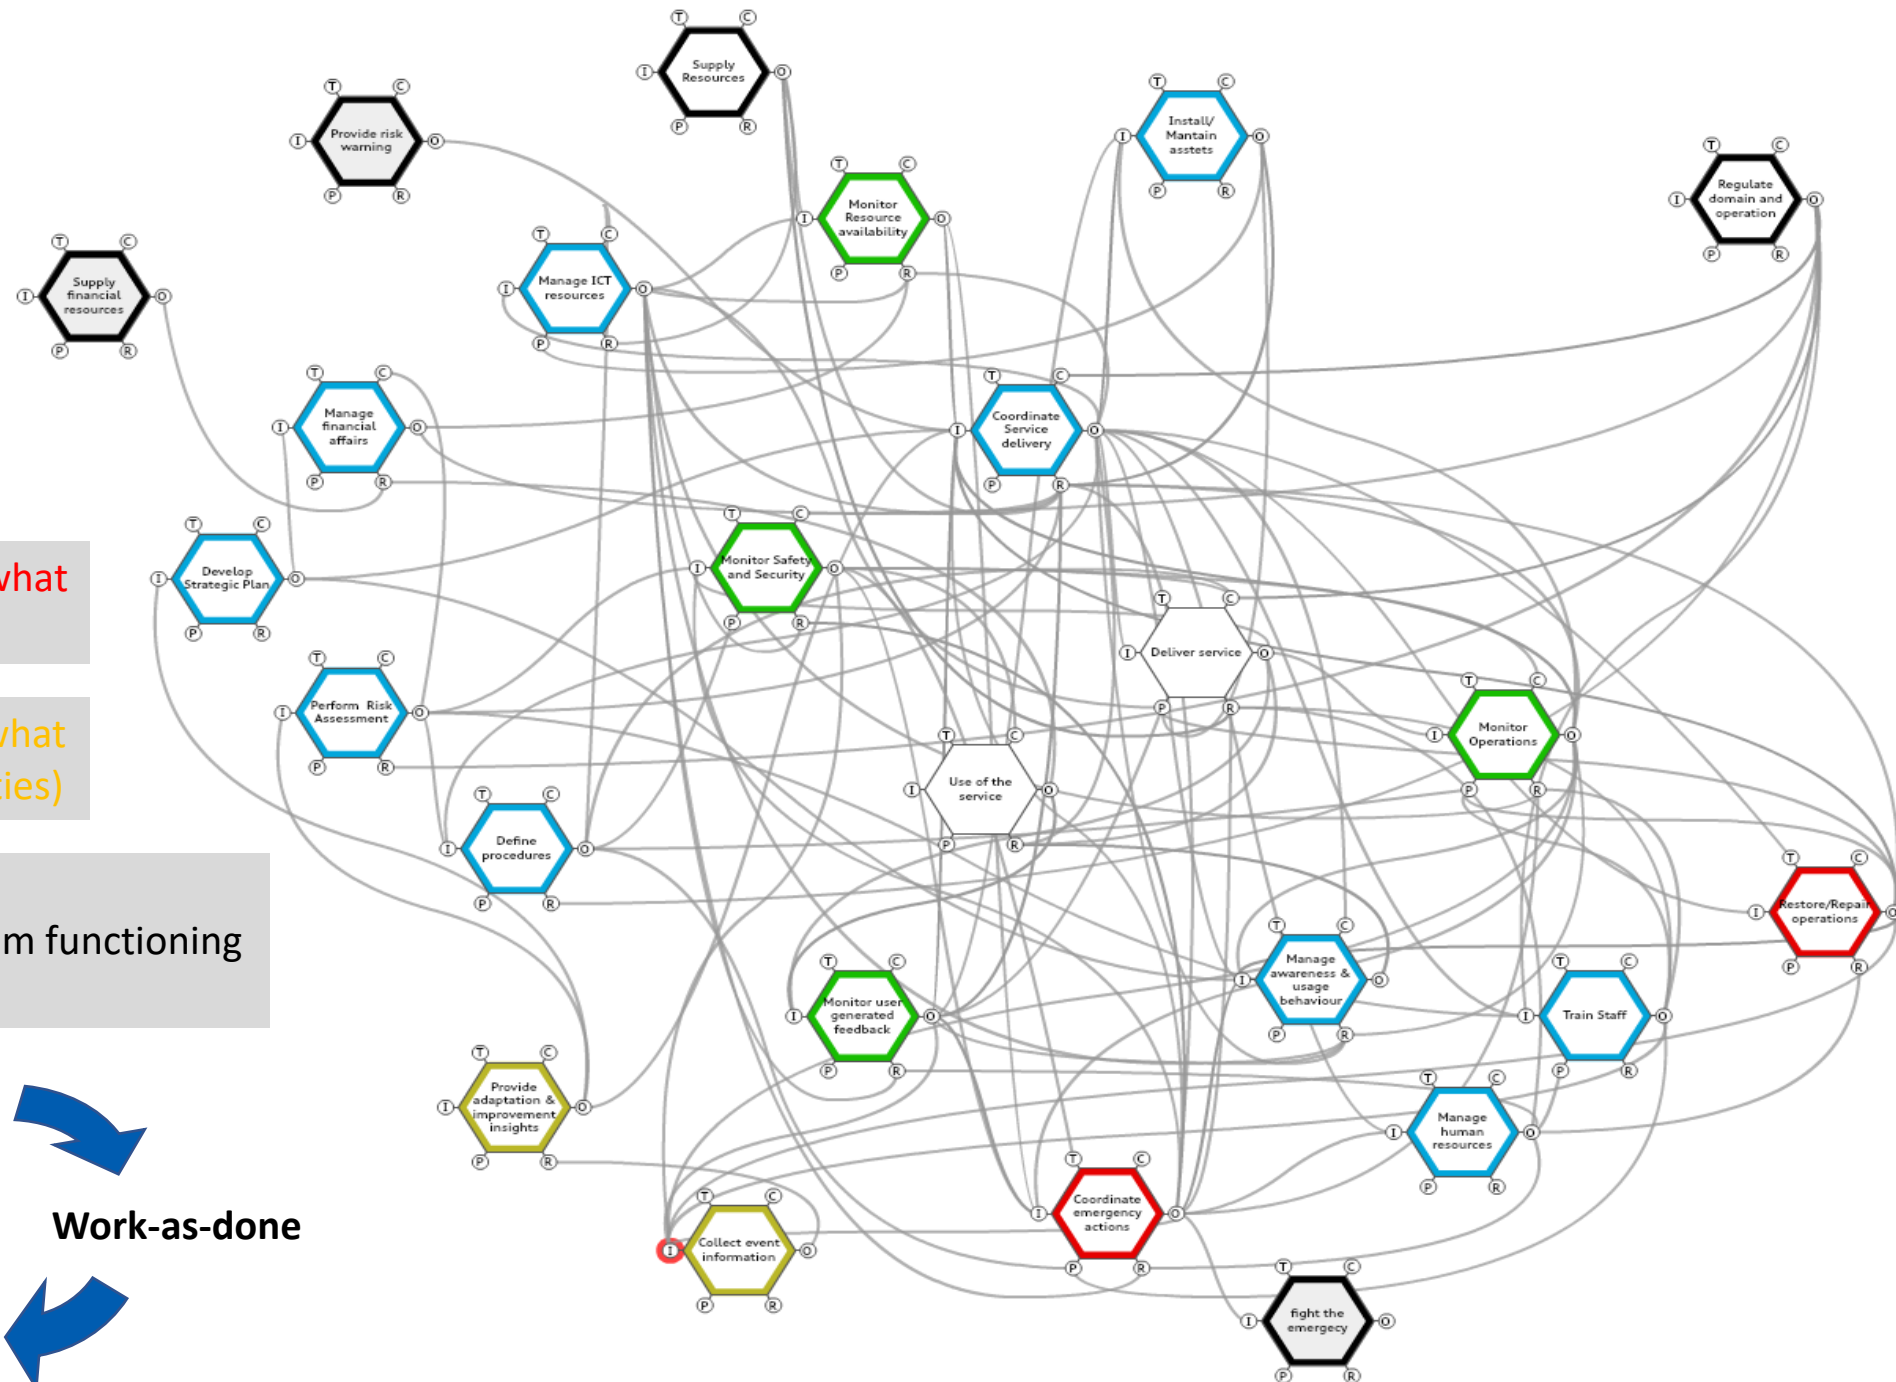 T C
I Supply O
Resources
P R
T C
I Provide risk O
warning
P R
T C
I Install/ O
Mantain
astets
P R
T C
I Regulate O
domain and
operation
P R
T C
I Monitor O
Resource
availability
P R
T C
I Supply O
financial
resources
P R
T C
I Manage ICT O
resources
P R
T C
I Manage O
financial
affairs
P R
T C
I Coordinate O
Service
delivery
P R
T C
I Develop O
Strategic Plan
P R
T C
I Monitor Safety O
and Security
P R
T C
I Deliver service O
P R
T C
I Perform Risk O
Assessment
P R
T C
I Monitor O
Operations
P R
T C
I Use of the O
service
P R
T C
I Define O
procedures
P R
T C
I Restore/Repair O
operations
P R
T C
I Manage O
awareness &
usage
behaviour
P R
T C
I Monitor user O
generated
feedback
P R
T C
I Train Staff O
P R
T C
I Provide O
adaptation &
improvement
insights
P R
T C
I Manage O
human
resources
P R
T C
I Coordinate O
emergency
actions
P R
T C
I Collect event O
information
P R
T C
I fight the O
emergecy
P R
what
what
ties)
m functioning
Work-as-done